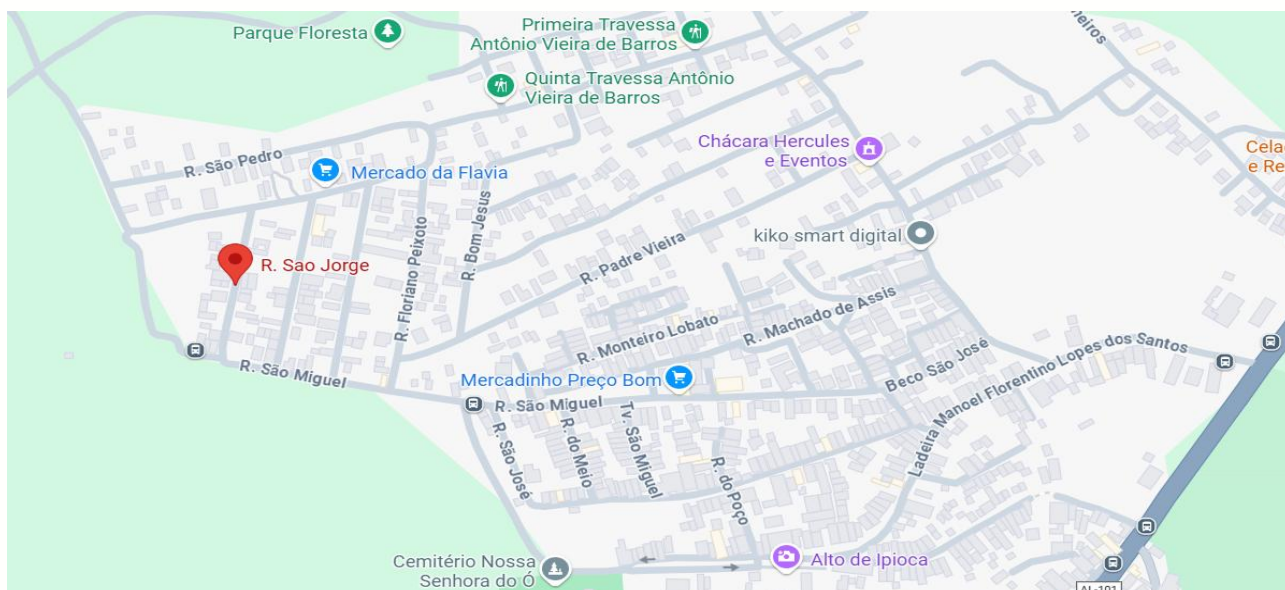 Parque Floresta
Primeira Travessa
Antônio Vieira de Barros
Quinta Travessa Antônio
Vieira de Barros
Chácara Hercules
e Eventos
R. São Pedro
Mercado da Flavia
R. Bom Jesus
R. Floriano Peixoto
R. Padre Vieira
kiko smart digital
R. Sao Jorge
R. Machado de Assis
R. Monteiro Lobato
R. São Miguel
Mercadinho Preço Bom
Beco São José
Ladeira Manoel Florentino Lopes dos Santos
R. São Miguel
R. São José
R. do Meio
Tv. São Miguel
R. do Poço
Cemitério Nossa
Senhora do Ó
Alto de Ipioca
AL-101